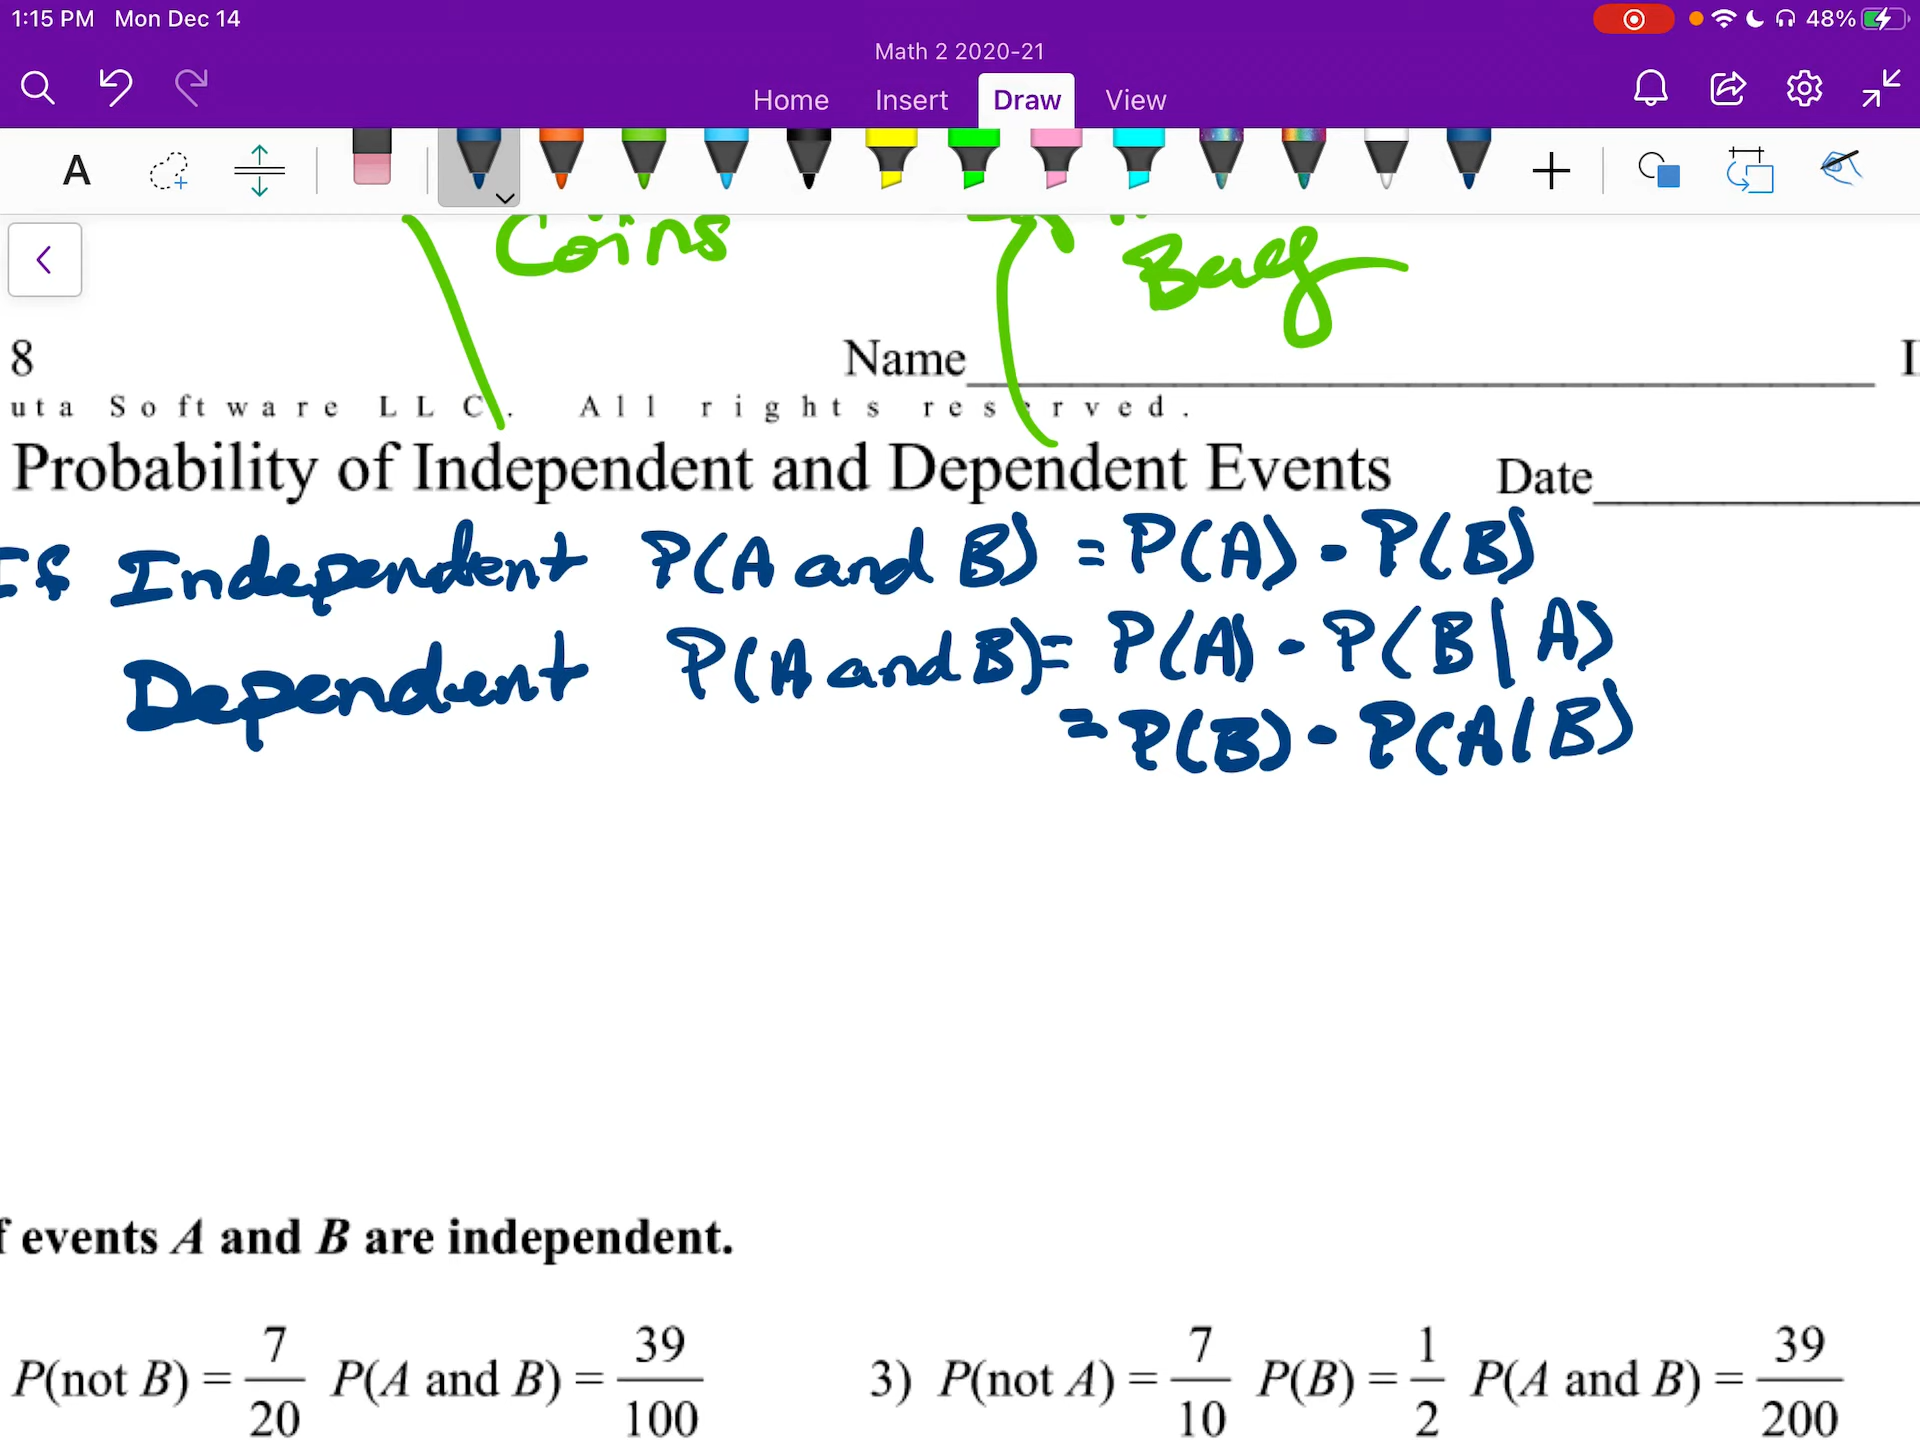 1:15 PM Mon Dec 14
48%
Math 2 2020-21
Home Insert Draw View
A
Coins
Bag
8 Name
uta Software LLC. All rights reserved.
Probability of Independent and Dependent Events Date
If Independent P(A and B) = P(A) • P(B)
Dependent P(A and B) = P(A) • P(B | A)
= P(B) • P(A | B)
f events A and B are independent.
P(not B) = 7/20 P(A and B) = 39/100 3) P(not A) = 7/10 P(B) = 1/2 P(A and B) = 39/200